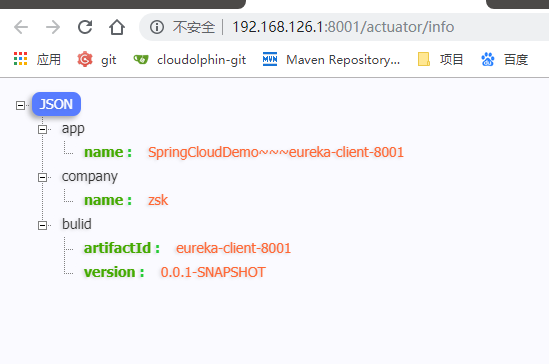 不安全 | 192.168.126.1:8001/actuator/info
应用 git cloudolphin-git Maven Repository... 项目 百度
JSON
app
name : SpringCloudDemo~~~eureka-client-8001
company
name : zsk
bulid
artifactId : eureka-client-8001
version : 0.0.1-SNAPSHOT